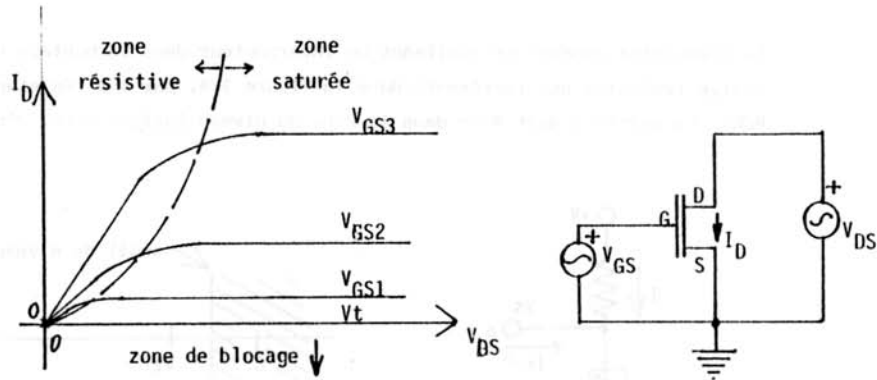 zone zone
résistive saturée
I_D
V_GS3
V_GS2
V_GS1
Vt
O
O
V_DS
zone de blocage
D
G
S
I_D
+
V_GS
+
V_DS